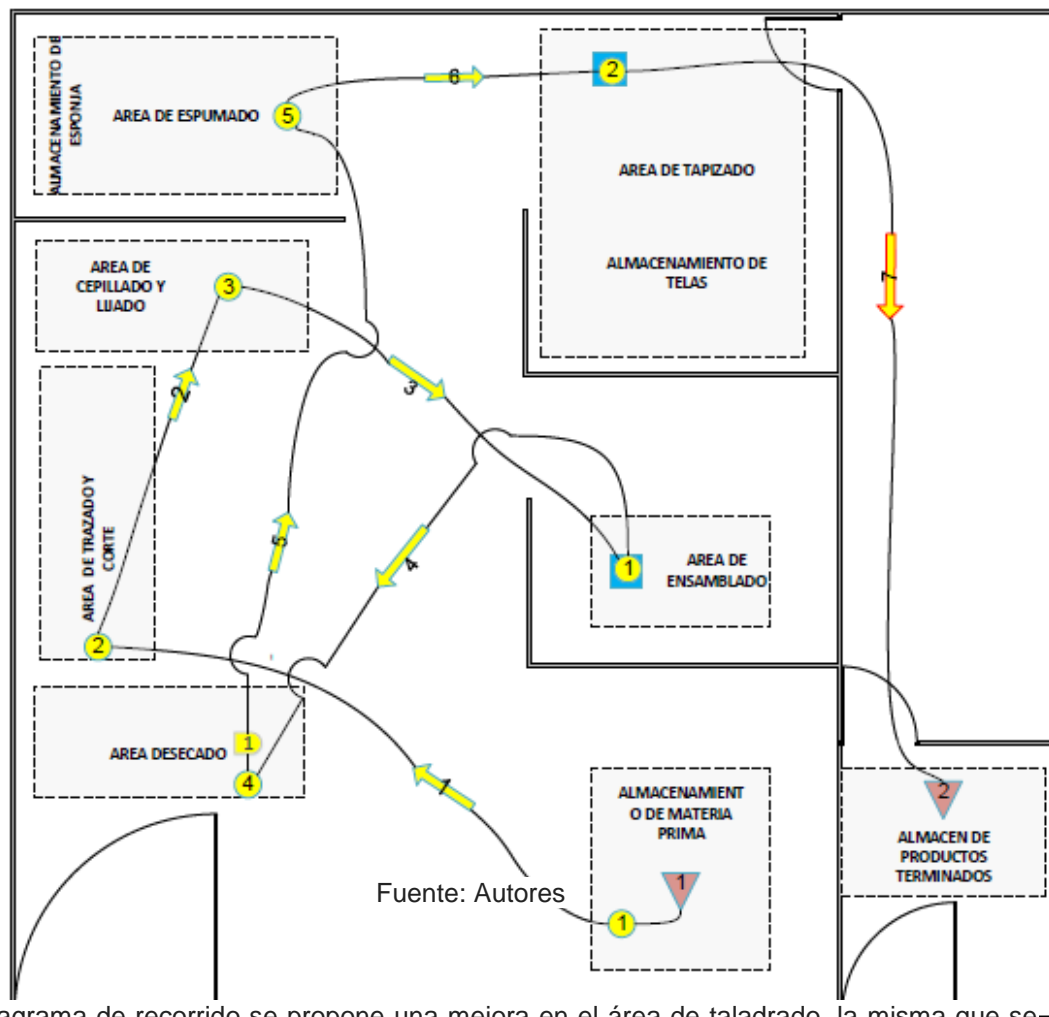 ALMACENAMIENTO DE
ESPONJA
AREA DE ESPUMADO
5
6
2
AREA DE TAPIZADO
ALMACENAMIENTO DE
TELAS
7
AREA DE
CEPILLADO Y
LIJADO
3
2
3
AREA DE TRAZADO Y
CORTE
2
5
4
1
AREA DE
ENSAMBLADO
AREA DESECADO
1
4
1
ALMACENAMIENT
O DE MATERIA
PRIMA
1
1
2
ALMACEN DE
PRODUCTOS
TERMINADOS
Fuente: Autores
agrama de recorrido se propone una mejora en el área de taladrado, la misma que se